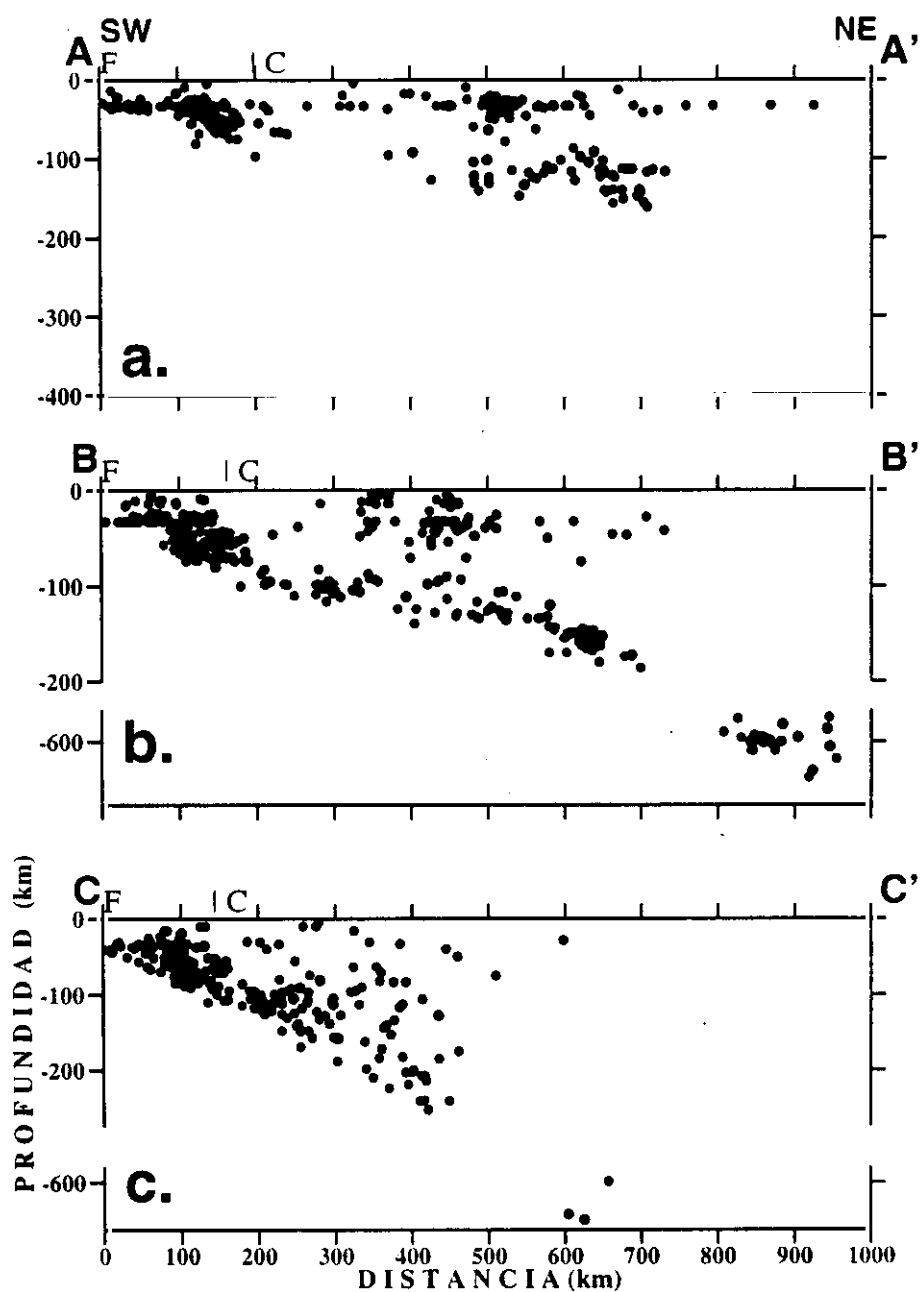 SW NE
A A'
F | C
0
-100
-200
-300
-400
a.
B B'
F | C
0
-100
-200
-600
b.
C C'
F | C
0
-100
-200
-600
c.
PROFUNDIDAD (km)
0 100 200 300 400 500 600 700 800 900 1000
DISTANCIA (km)